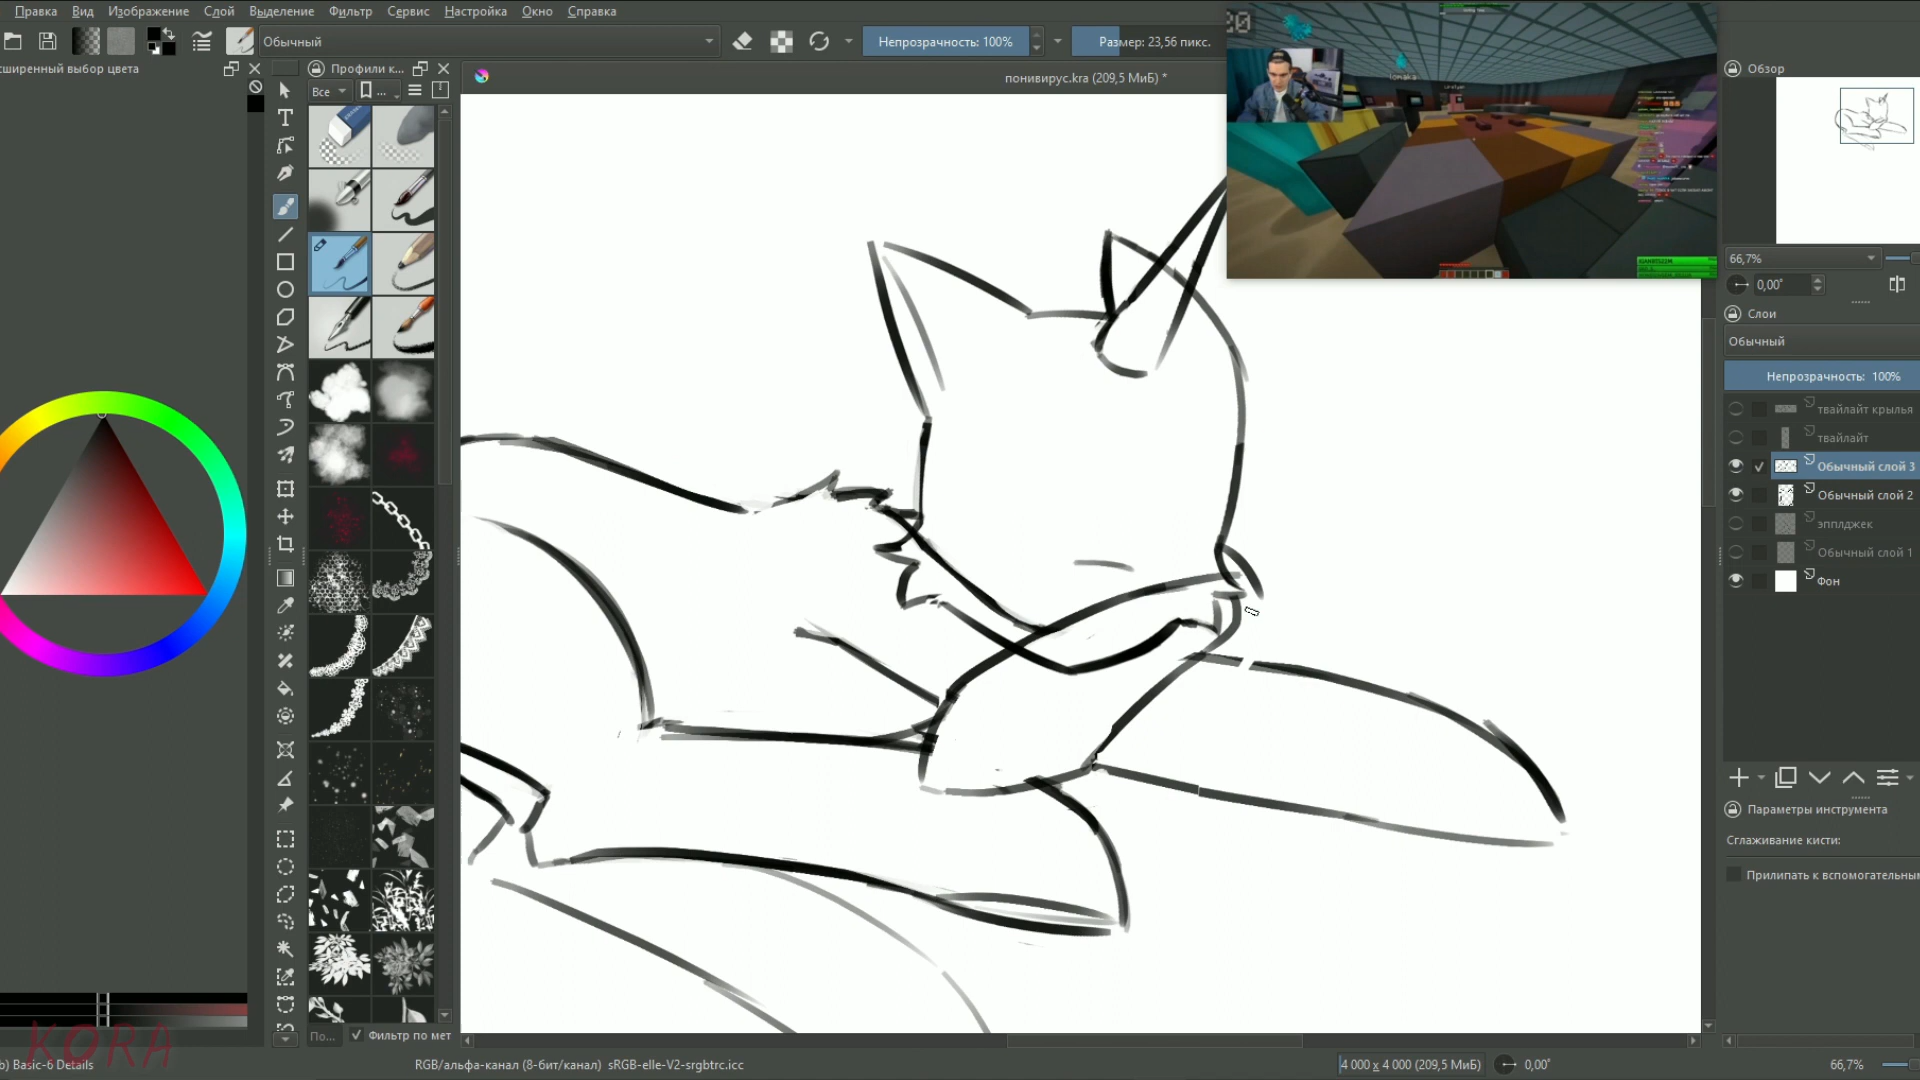 Правка Вид Изображение Слой Выделение Фильтр Сервис Настройка Окно Справка
Обычный
Непрозрачность: 100%
Размер: 23,56 пикс.
сширенный выбор цвета
Профили к...
понивирус.kra (209,5 МиБ) *
Обзор
Все
...
66,7%
0,00°
Слои
Обычный
Непрозрачность: 100%
твайлайт крылья
твайлайт
Обычный слой 3
Обычный слой 2
эпплджек
Обычный слой 1
Фон
Параметры инструмента
Сглаживание кисти:
Прилипать к вспомогательным
По...
Фильтр по мет
KORA
b) Basic-6 Details
RGB/альфа-канал (8-бит/канал) sRGB-elle-V2-srgbtrc.icc
4 000 x 4 000 (209,5 МиБ)
0,00°
66,7%